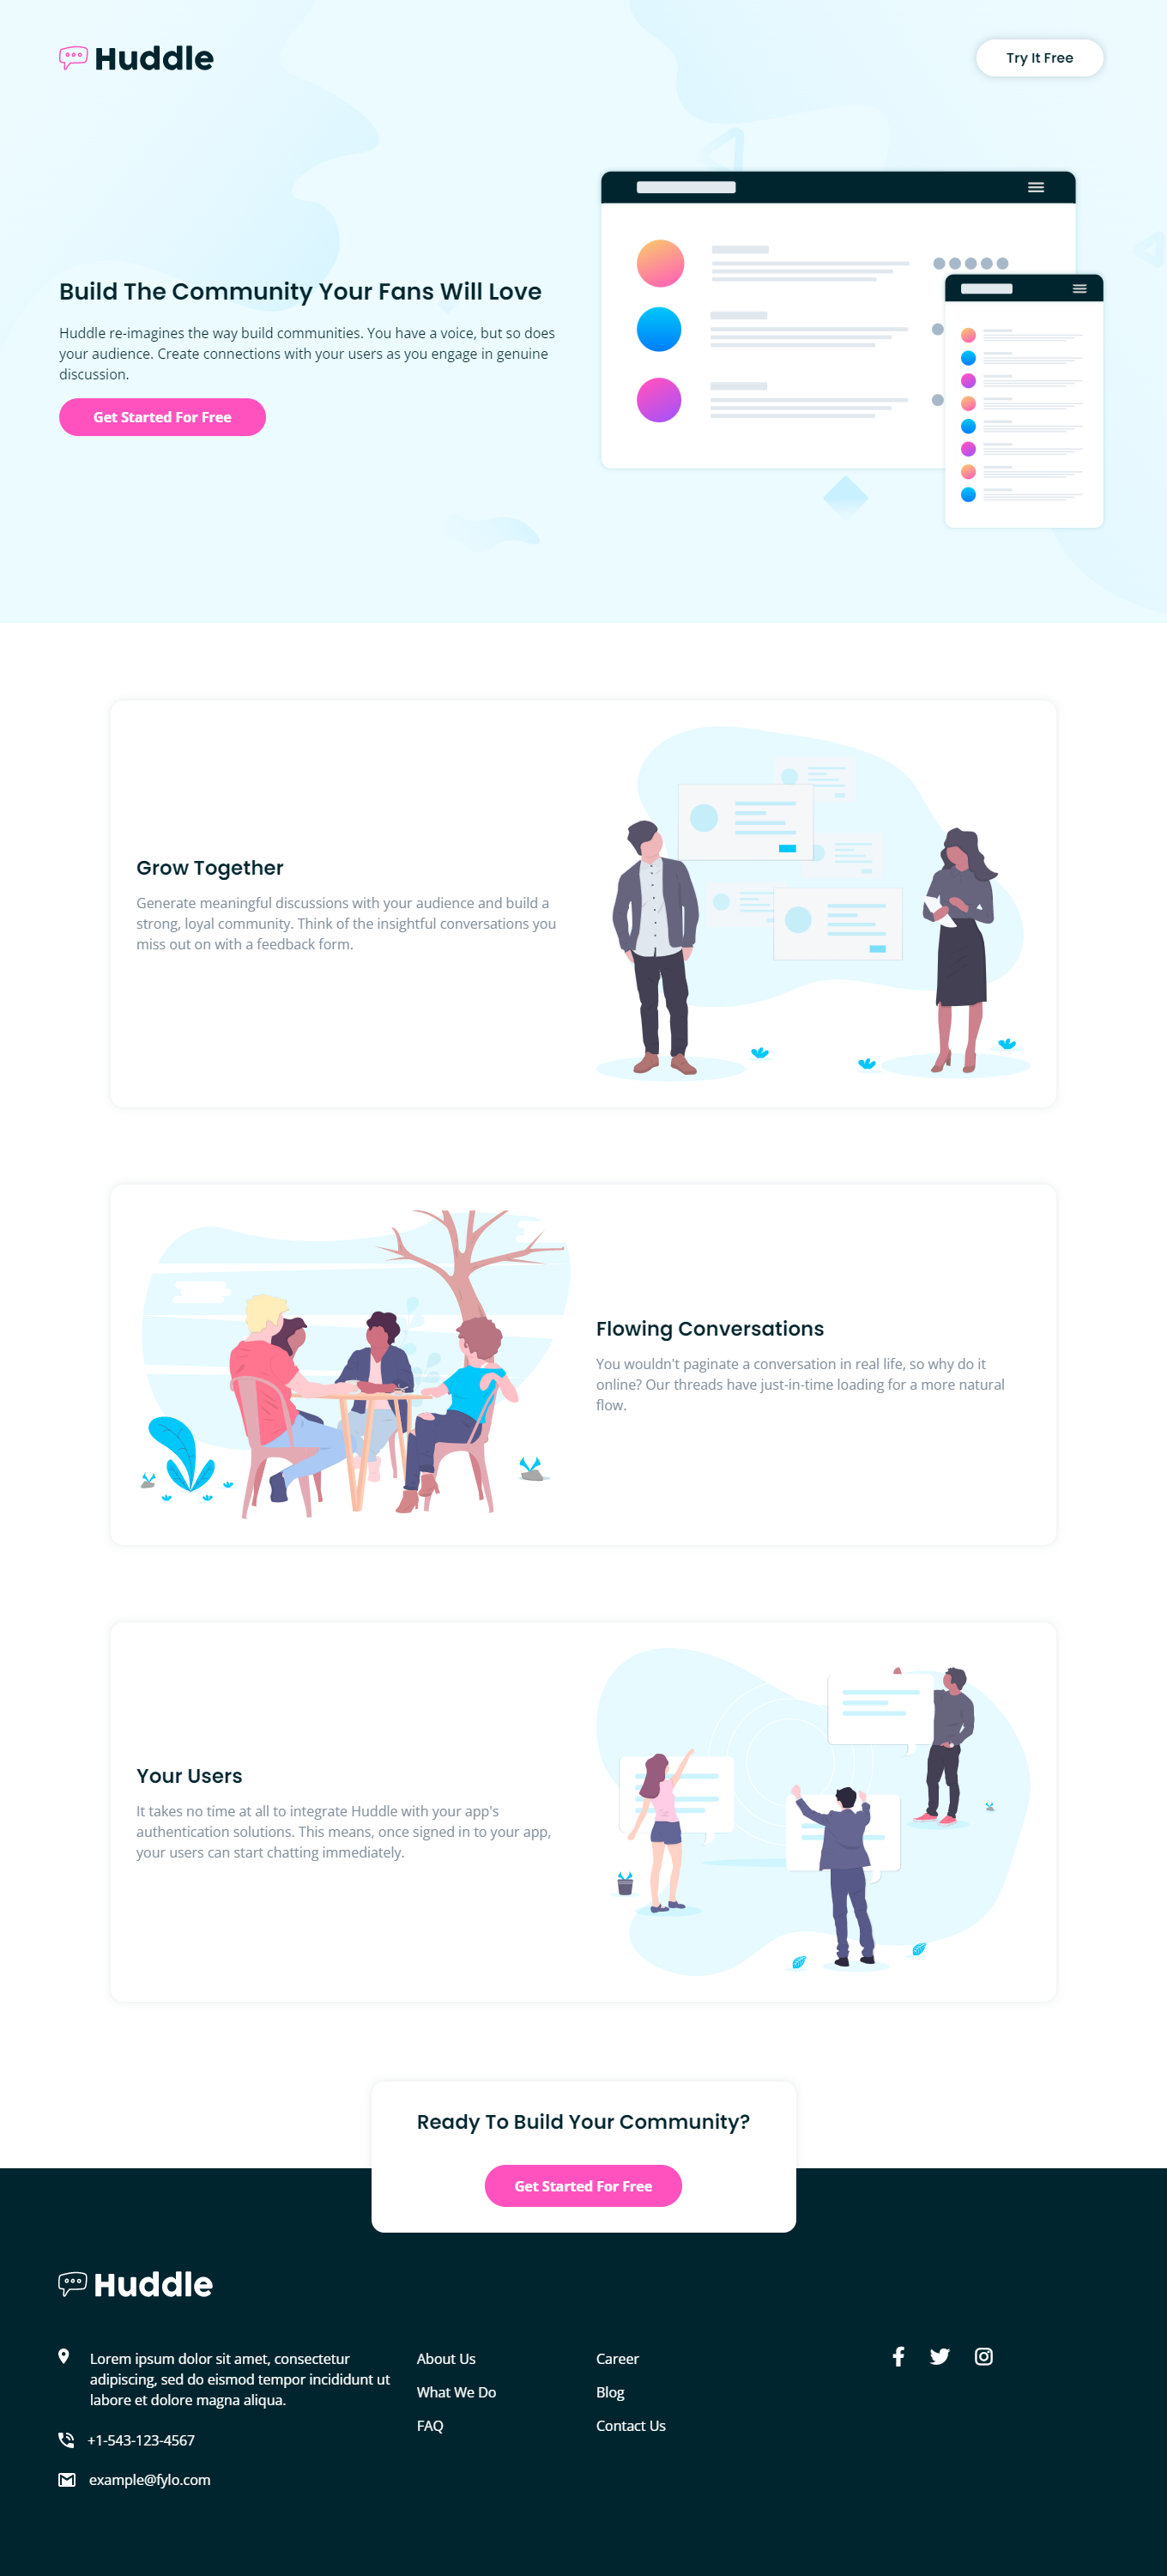 Huddle
Try It Free
Build The Community Your Fans Will Love
Huddle re-imagines the way build communities. You have a voice, but so does
your audience. Create connections with your users as you engage in genuine
discussion.
Get Started For Free
Grow Together
Generate meaningful discussions with your audience and build a
strong, loyal community. Think of the insightful conversations you
miss out on with a feedback form.
Flowing Conversations
You wouldn't paginate a conversation in real life, so why do it
online? Our threads have just-in-time loading for a more natural
flow.
Your Users
It takes no time at all to integrate Huddle with your app's
authentication solutions. This means, once signed in to your app,
your users can start chatting immediately.
Ready To Build Your Community?
Get Started For Free
Huddle
Lorem ipsum dolor sit amet, consectetur
adipiscing, sed do eismod tempor incididunt ut
labore et dolore magna aliqua.
+1-543-123-4567
example@fylo.com
About Us
What We Do
FAQ
Career
Blog
Contact Us